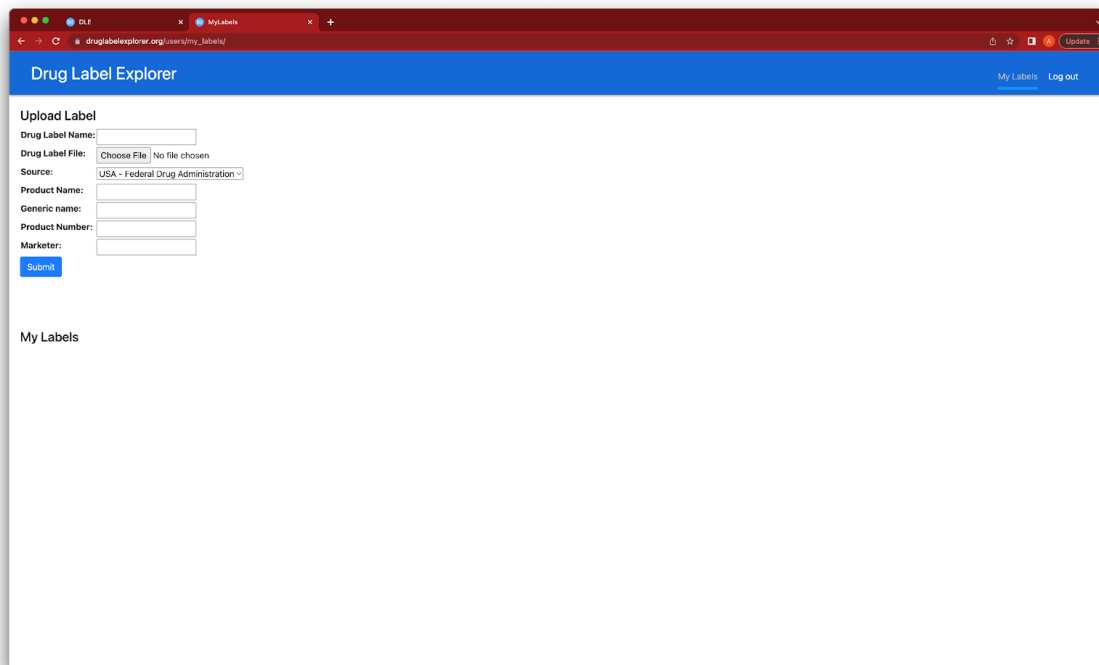 DLE
MyLabels
druglabelexplorer.org/users/my_labels/
A
Update
Drug Label Explorer
My Labels
Log out
Upload Label
Drug Label Name:
Drug Label File: Choose File No file chosen
Source: USA - Federal Drug Administration
Product Name:
Generic name:
Product Number:
Marketer:
Submit
My Labels